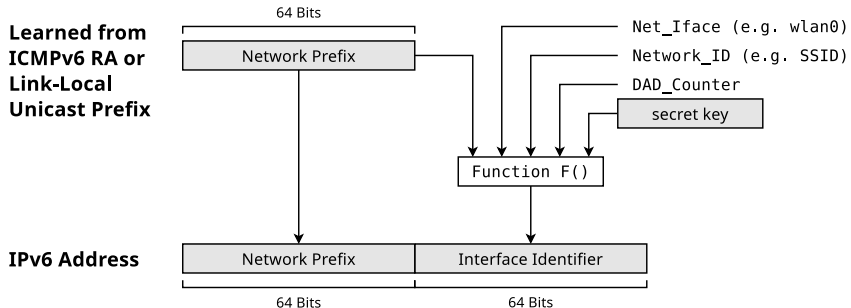 64 Bits
Learned from
ICMPv6 RA or
Link-Local
Unicast Prefix
Network Prefix
Net_Iface (e.g. wlan0)
Network_ID (e.g. SSID)
DAD_Counter
secret key
Function F()
IPv6 Address
Network Prefix
Interface Identifier
64 Bits
64 Bits